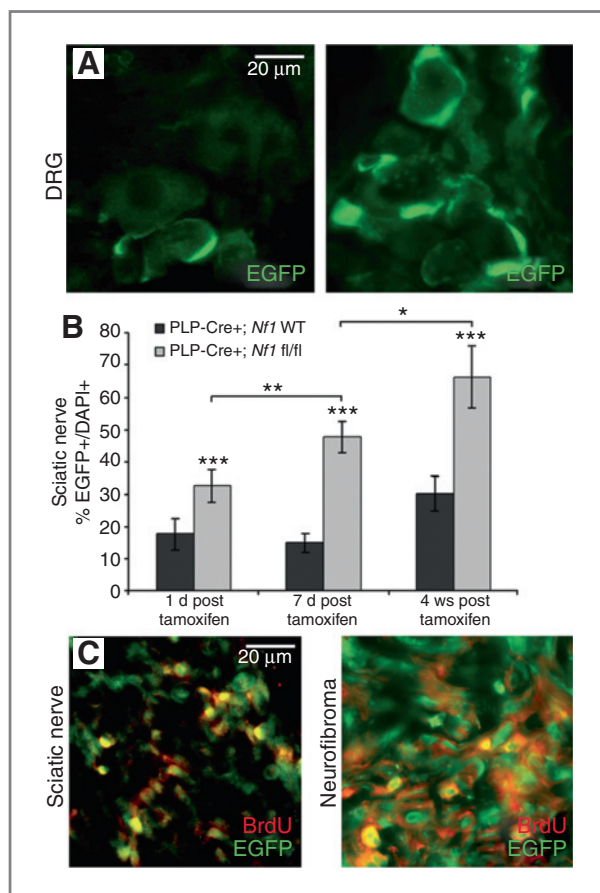 A
20 µm
DRG
EGFP
EGFP
B
PLP-Cre+; Nf1 WT
PLP-Cre+; Nf1 fl/fl
*
**
***
***
***
Sciatic nerve
% EGFP+/DAPI+
80
70
60
50
40
30
20
10
0
1 d post
tamoxifen
7 d post
tamoxifen
4 ws post
tamoxifen
C
20 µm
Sciatic nerve
BrdU
EGFP
Neurofibroma
BrdU
EGFP